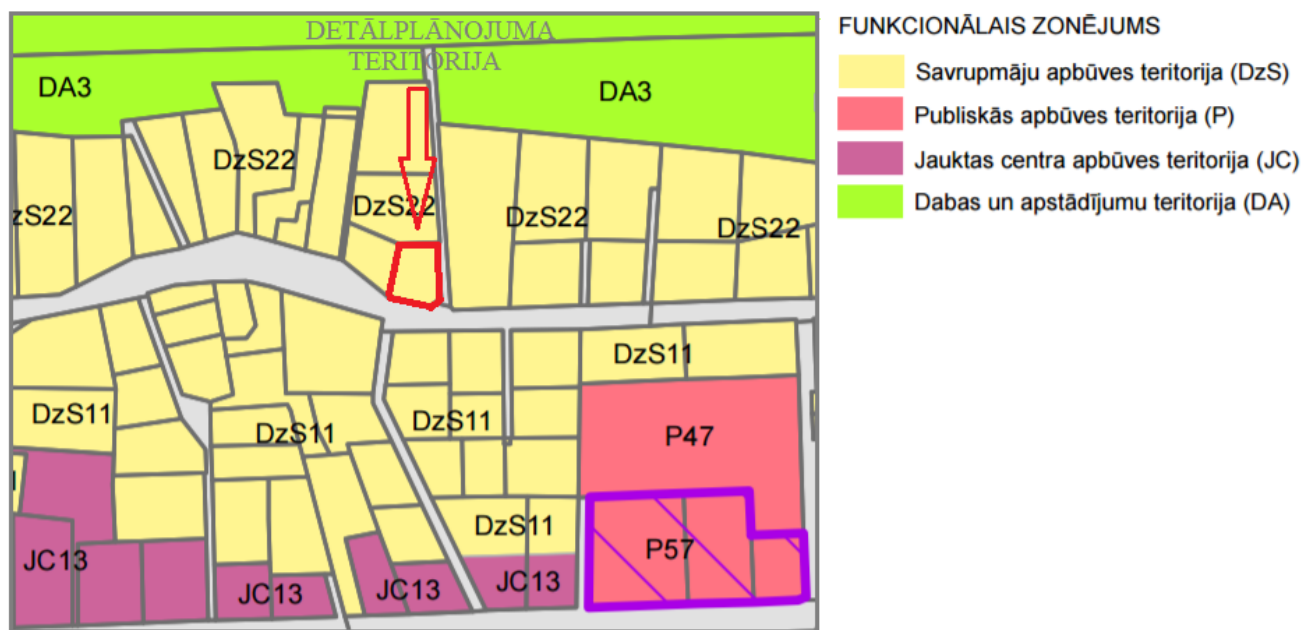 DETĀLPLĀNOJUMA
TERITORIJA
DA3
DA3
DzS22
DzS22
zS22
DzS22
DzS22
DzS11
DzS11
DzS11
DzS11
P47
DzS11
P57
JC13
JC13
JC13
JC13
FUNKCIONĀLAIS ZONĒJUMS
Savrupmāju apbūves teritorija (DzS)
Publiskās apbūves teritorija (P)
Jauktas centra apbūves teritorija (JC)
Dabas un apstādījumu teritorija (DA)